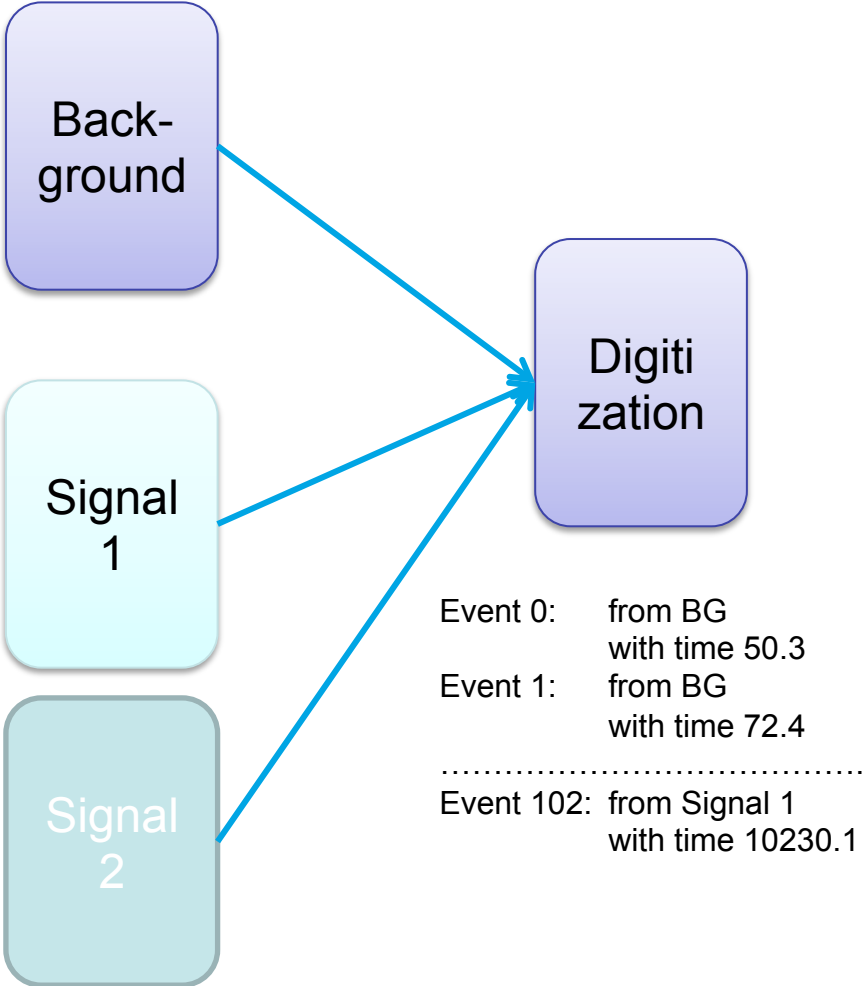 Back-
ground
Digiti
zation
Signal
1
Signal
2
Event 0: from BG
with time 50.3
Event 1: from BG
with time 72.4
…………………………………..
Event 102: from Signal 1
with time 10230.1